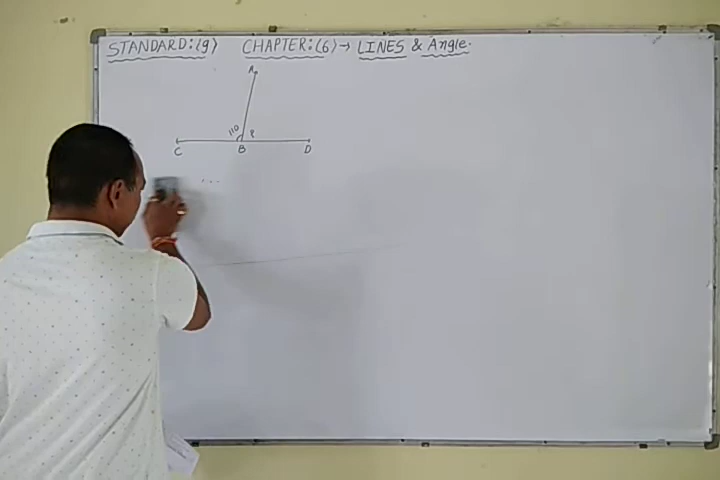 STANDARD:(9) CHAPTER:(6) → LINES & Angle.
A
110 ?
C B D